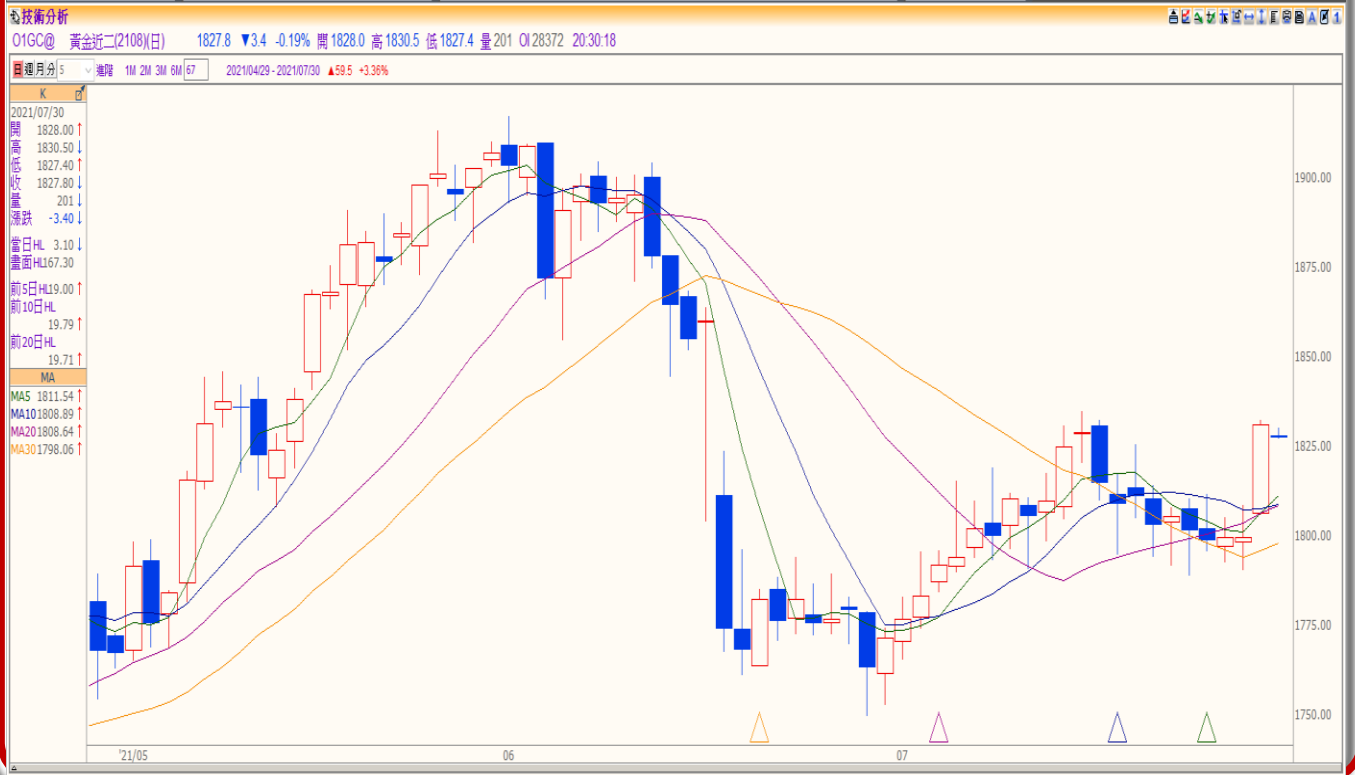 技術分析
O1GC@ 黃金近二(2108)(日) 1827.8 ▼3.4 -0.19% 開 1828.0 高 1830.5 低 1827.4 量 201 OI 28372 20:30:18
日 週 月 分 5 進階 1M 2M 3M 6M 67 2021/04/29 - 2021/07/30 ▲59.5 +3.36%
K
2021/07/30
開 1828.00 ↑
高 1830.50 ↓
低 1827.40 ↑
收 1827.80 ↓
量 201 ↓
漲跌 -3.40 ↓
當日HL 3.10 ↓
畫面HL 167.30
前5日HL 19.00 ↑
前10日HL
19.79 ↑
前20日HL
19.71 ↑
MA
MA5 1811.54 ↑
MA10 1808.89 ↑
MA20 1808.64 ↑
MA30 1798.06 ↑
1900.00
1875.00
1850.00
1825.00
1800.00
1775.00
1750.00
'21/05 06 07